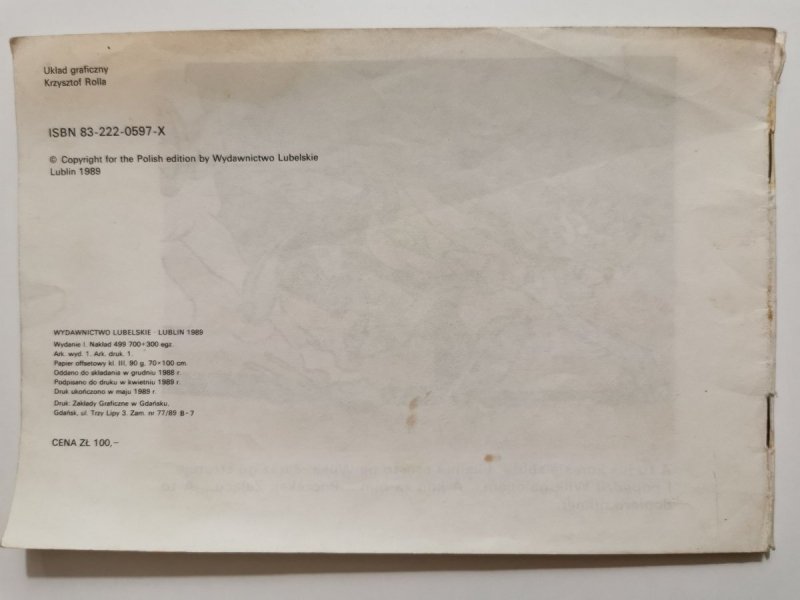 Układ graficzny
Krzysztof Rolla
ISBN 83-222-0597-X
© Copyright for the Polish edition by Wydawnictwo Lubelskie
Lublin 1989
WYDAWNICTWO LUBELSKIE · LUBLIN 1989
Wydanie I. Nakład 499 700+300 egz.
Ark. wyd. 1. Ark. druk. 1.
Papier offsetowy kl. III, 90 g. 70×100 cm
Oddano do składania w grudniu 1988 r.
Podpisano do druku w kwietniu 1989 r.
Druk ukończono w maju 1989 r.
Druk: Zakłady Graficzne w Gdańsku,
Gdańsk, ul. Trzy Lipy 3. Zam. nr 77/89 B-7
CENA ZŁ 100,-